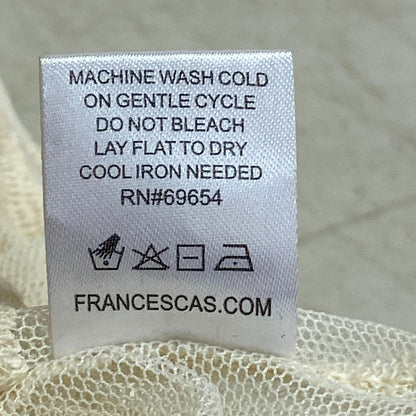 MACHINE WASH COLD
ON GENTLE CYCLE
DO NOT BLEACH
LAY FLAT TO DRY
COOL IRON NEEDED
RN#69654
FRANCESCAS.COM